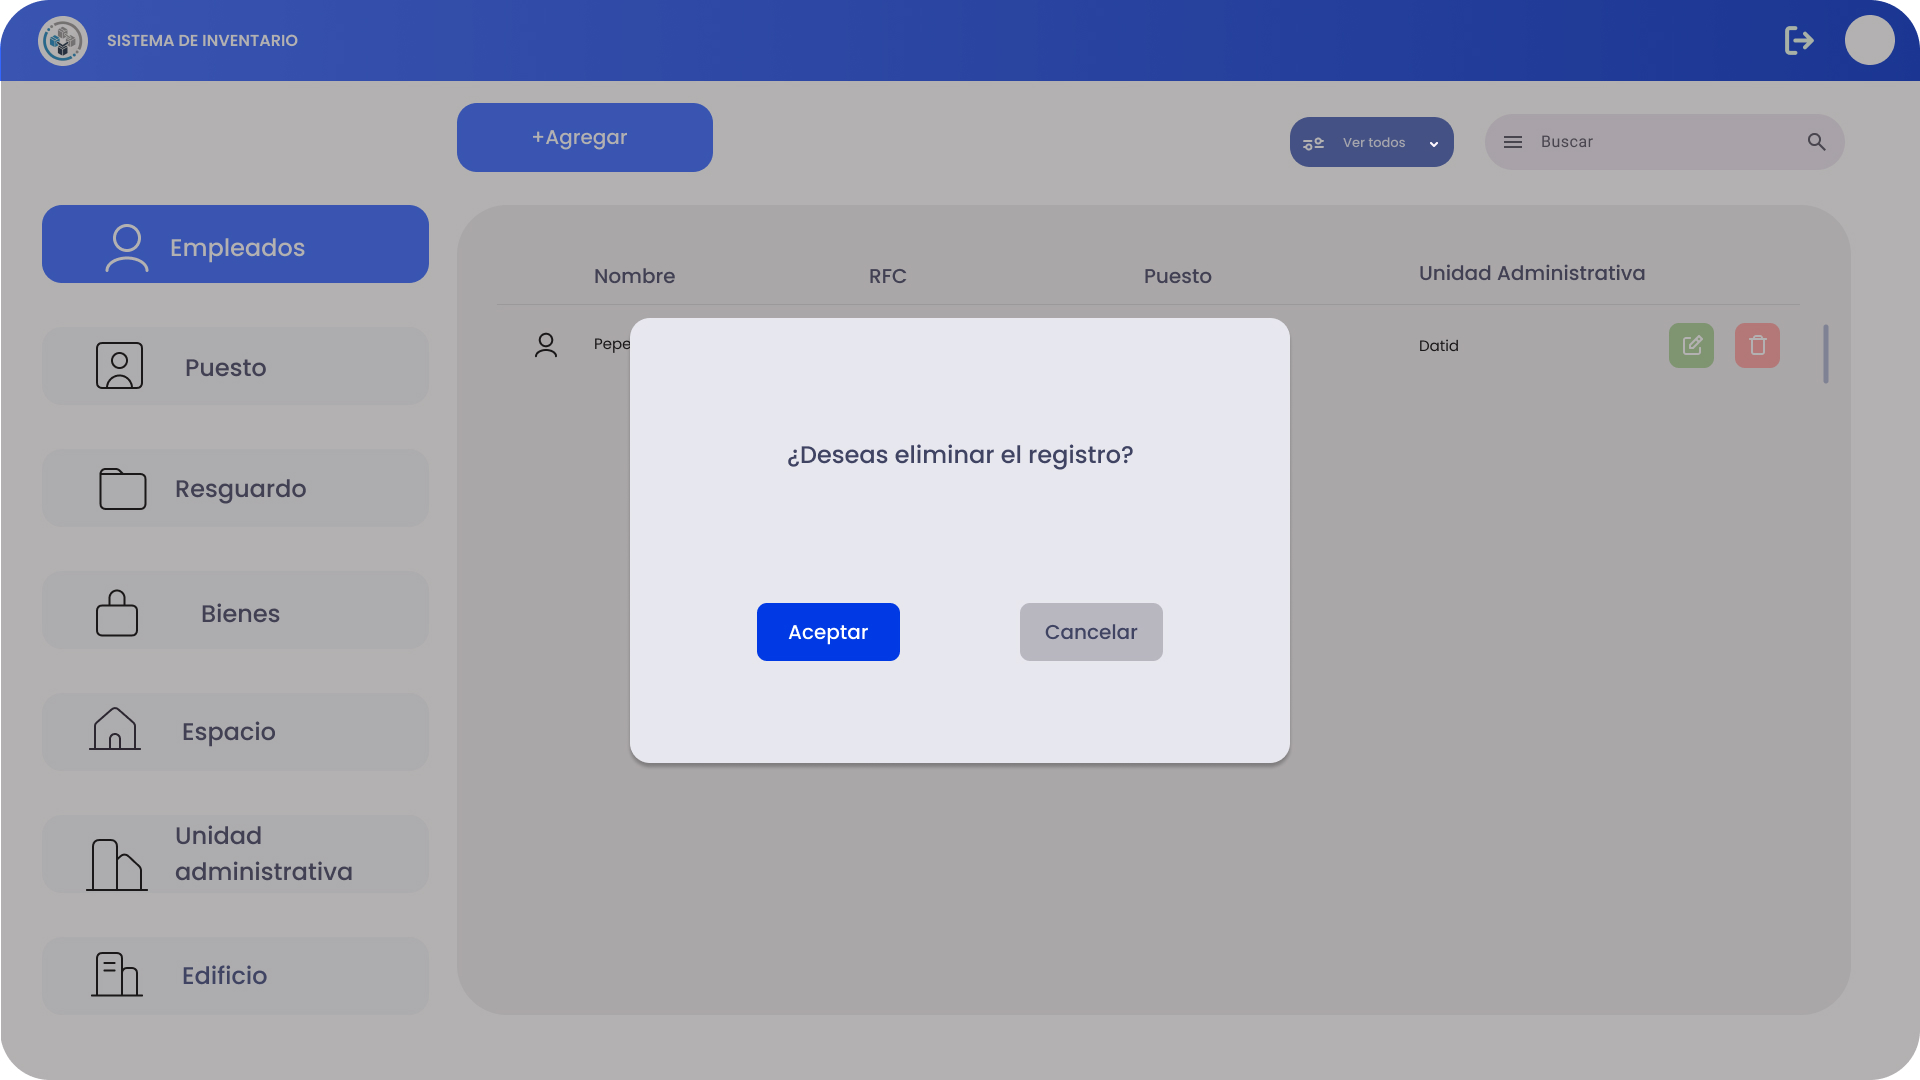 SISTEMA DE INVENTARIO
+Agregar
Ver todos
Buscar
Empleados
Puesto
Resguardo
Bienes
Espacio
Unidad
administrativa
Edificio
Nombre
RFC
Puesto
Unidad Administrativa
Pepe
Datid
¿Deseas eliminar el registro?
Aceptar
Cancelar